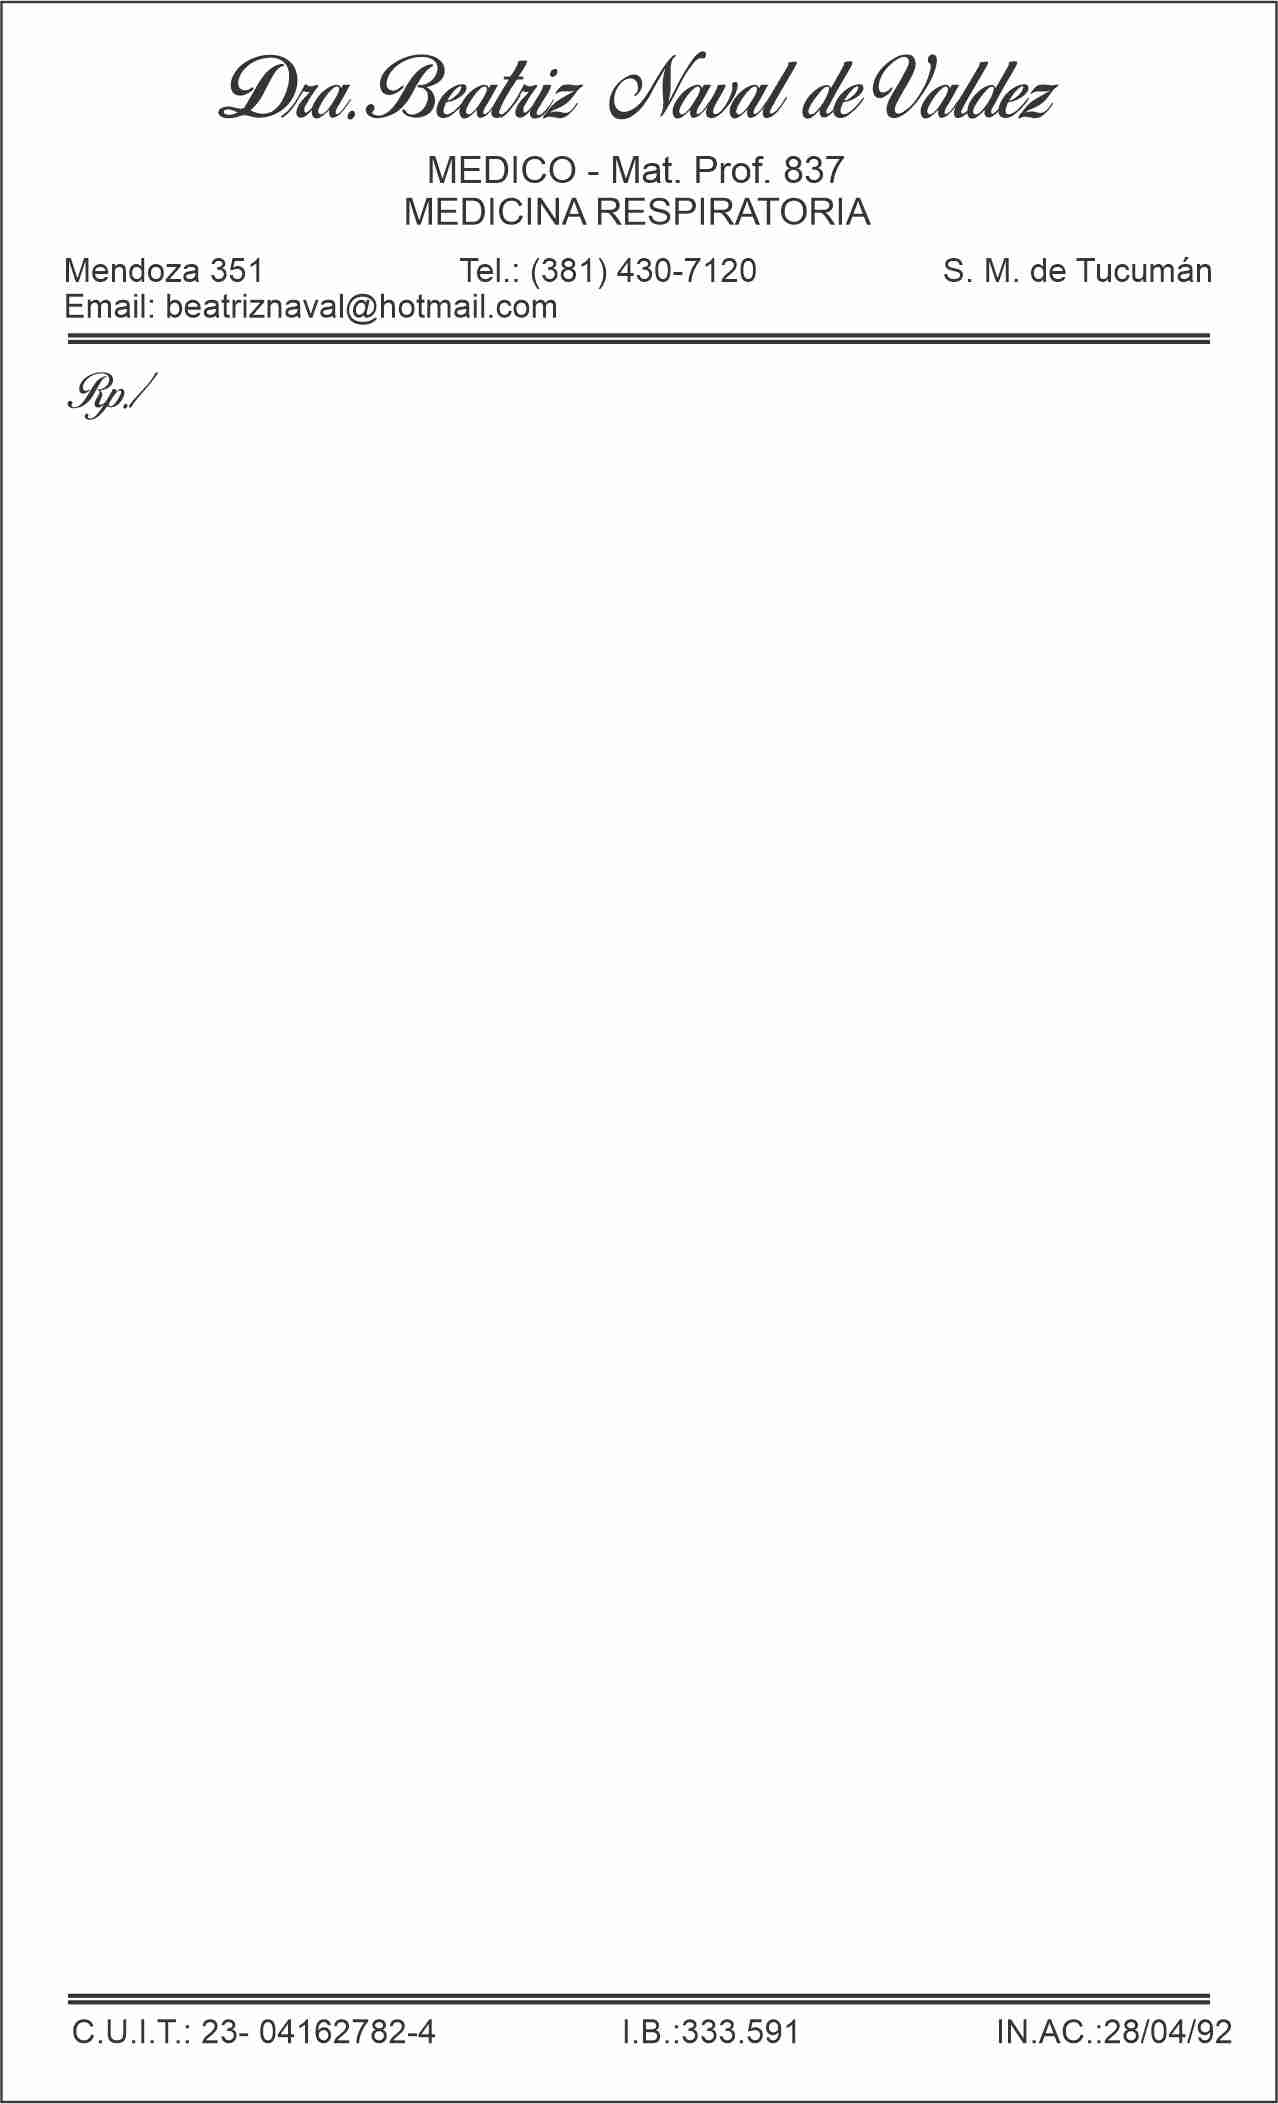 Dra. Beatriz Naval de Valdez
MEDICO - Mat. Prof. 837
MEDICINA RESPIRATORIA
Mendoza 351 Tel.: (381) 430-7120 S. M. de Tucumán
Email: beatriznaval@hotmail.com
Rp./
C.U.I.T.: 23- 04162782-4 I.B.:333.591 IN.AC.:28/04/92